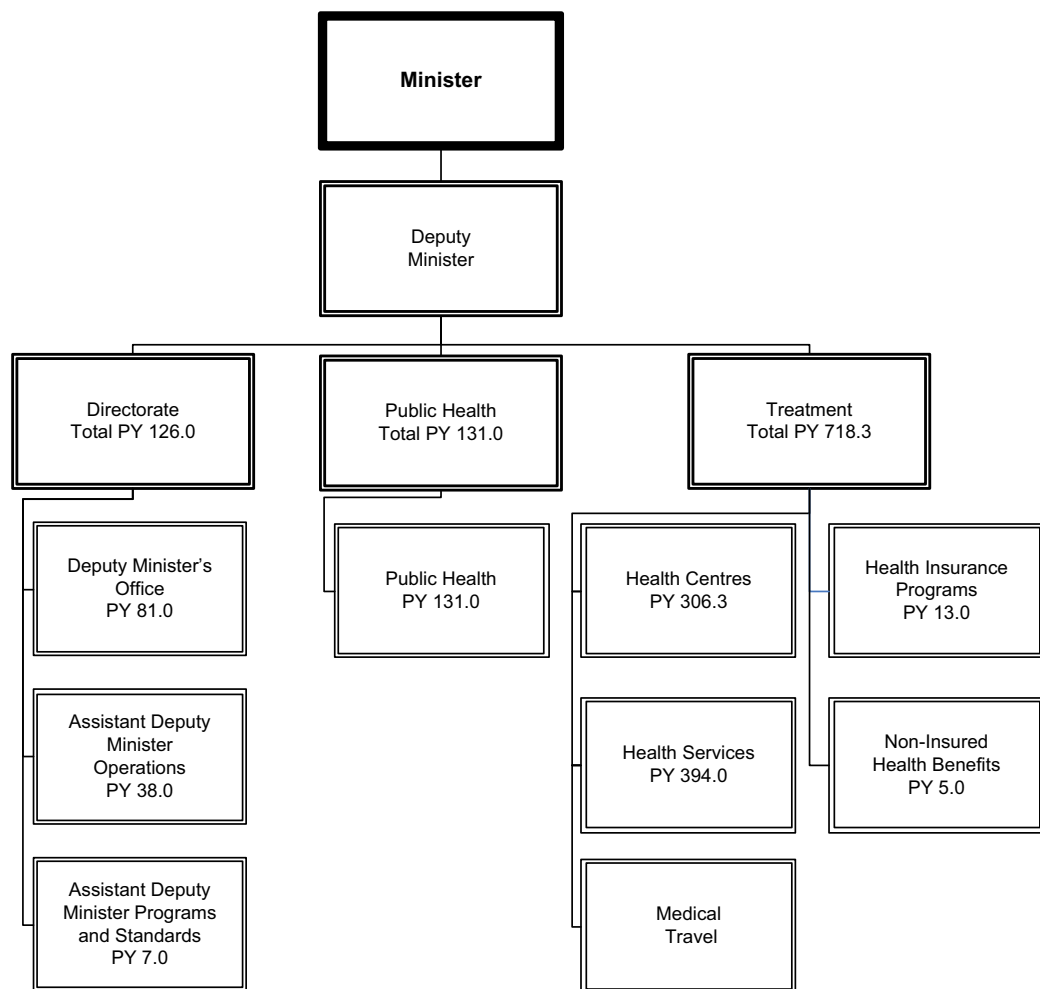 Minister
Deputy
Minister
Directorate
Total PY 126.0
Public Health
Total PY 131.0
Treatment
Total PY 718.3
Deputy Minister's
Office
PY 81.0
Public Health
PY 131.0
Health Centres
PY 306.3
Health Insurance
Programs
PY 13.0
Assistant Deputy
Minister
Operations
PY 38.0
Health Services
PY 394.0
Non-Insured
Health Benefits
PY 5.0
Assistant Deputy
Minister Programs
and Standards
PY 7.0
Medical
Travel